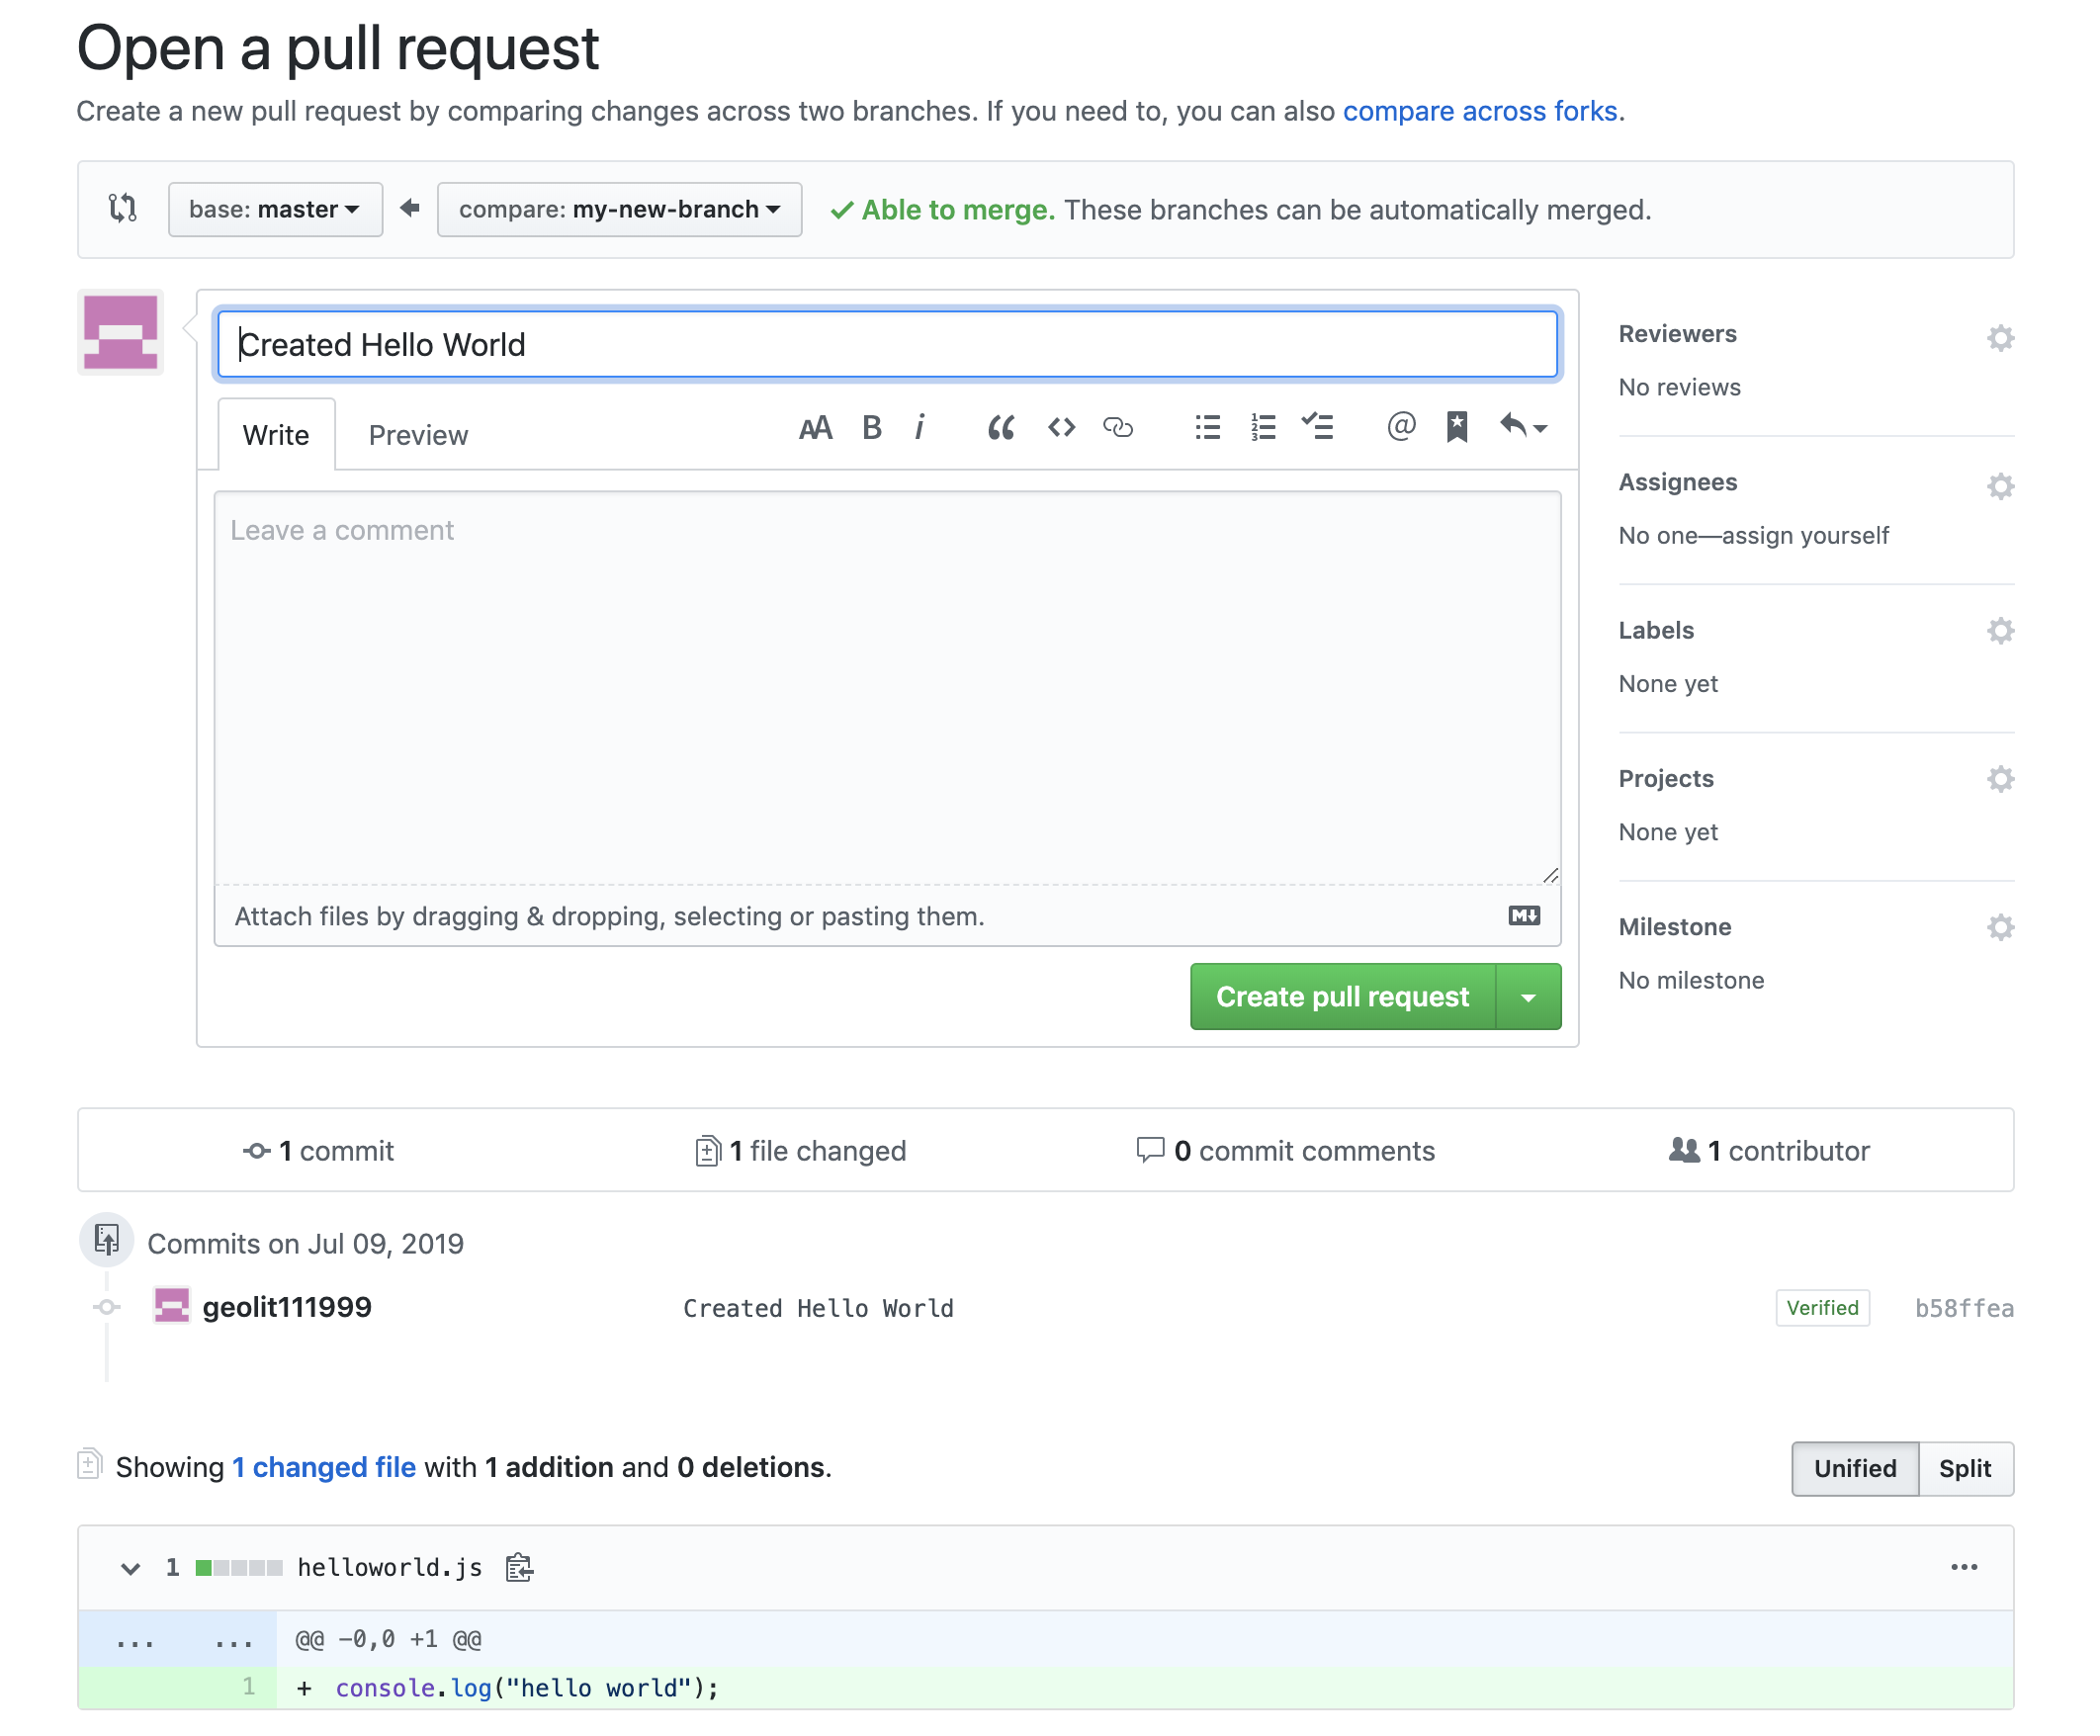 Open a pull request
Create a new pull request by comparing changes across two branches. If you need to, you can also compare across forks.
base: master compare: my-new-branch Able to merge. These branches can be automatically merged.
Created Hello World
Write Preview AA B i “ <> @
Leave a comment
Attach files by dragging & dropping, selecting or pasting them. M
Create pull request
Reviewers
No reviews
Assignees
No one—assign yourself
Labels
None yet
Projects
None yet
Milestone
No milestone
1 commit 1 file changed 0 commit comments 1 contributor
Commits on Jul 09, 2019
geolit111999 Created Hello World Verified b58ffea
Showing 1 changed file with 1 addition and 0 deletions.
Unified Split
1 helloworld.js ...
... ... @@ -0,0 +1 @@
1 + console.log("hello world");